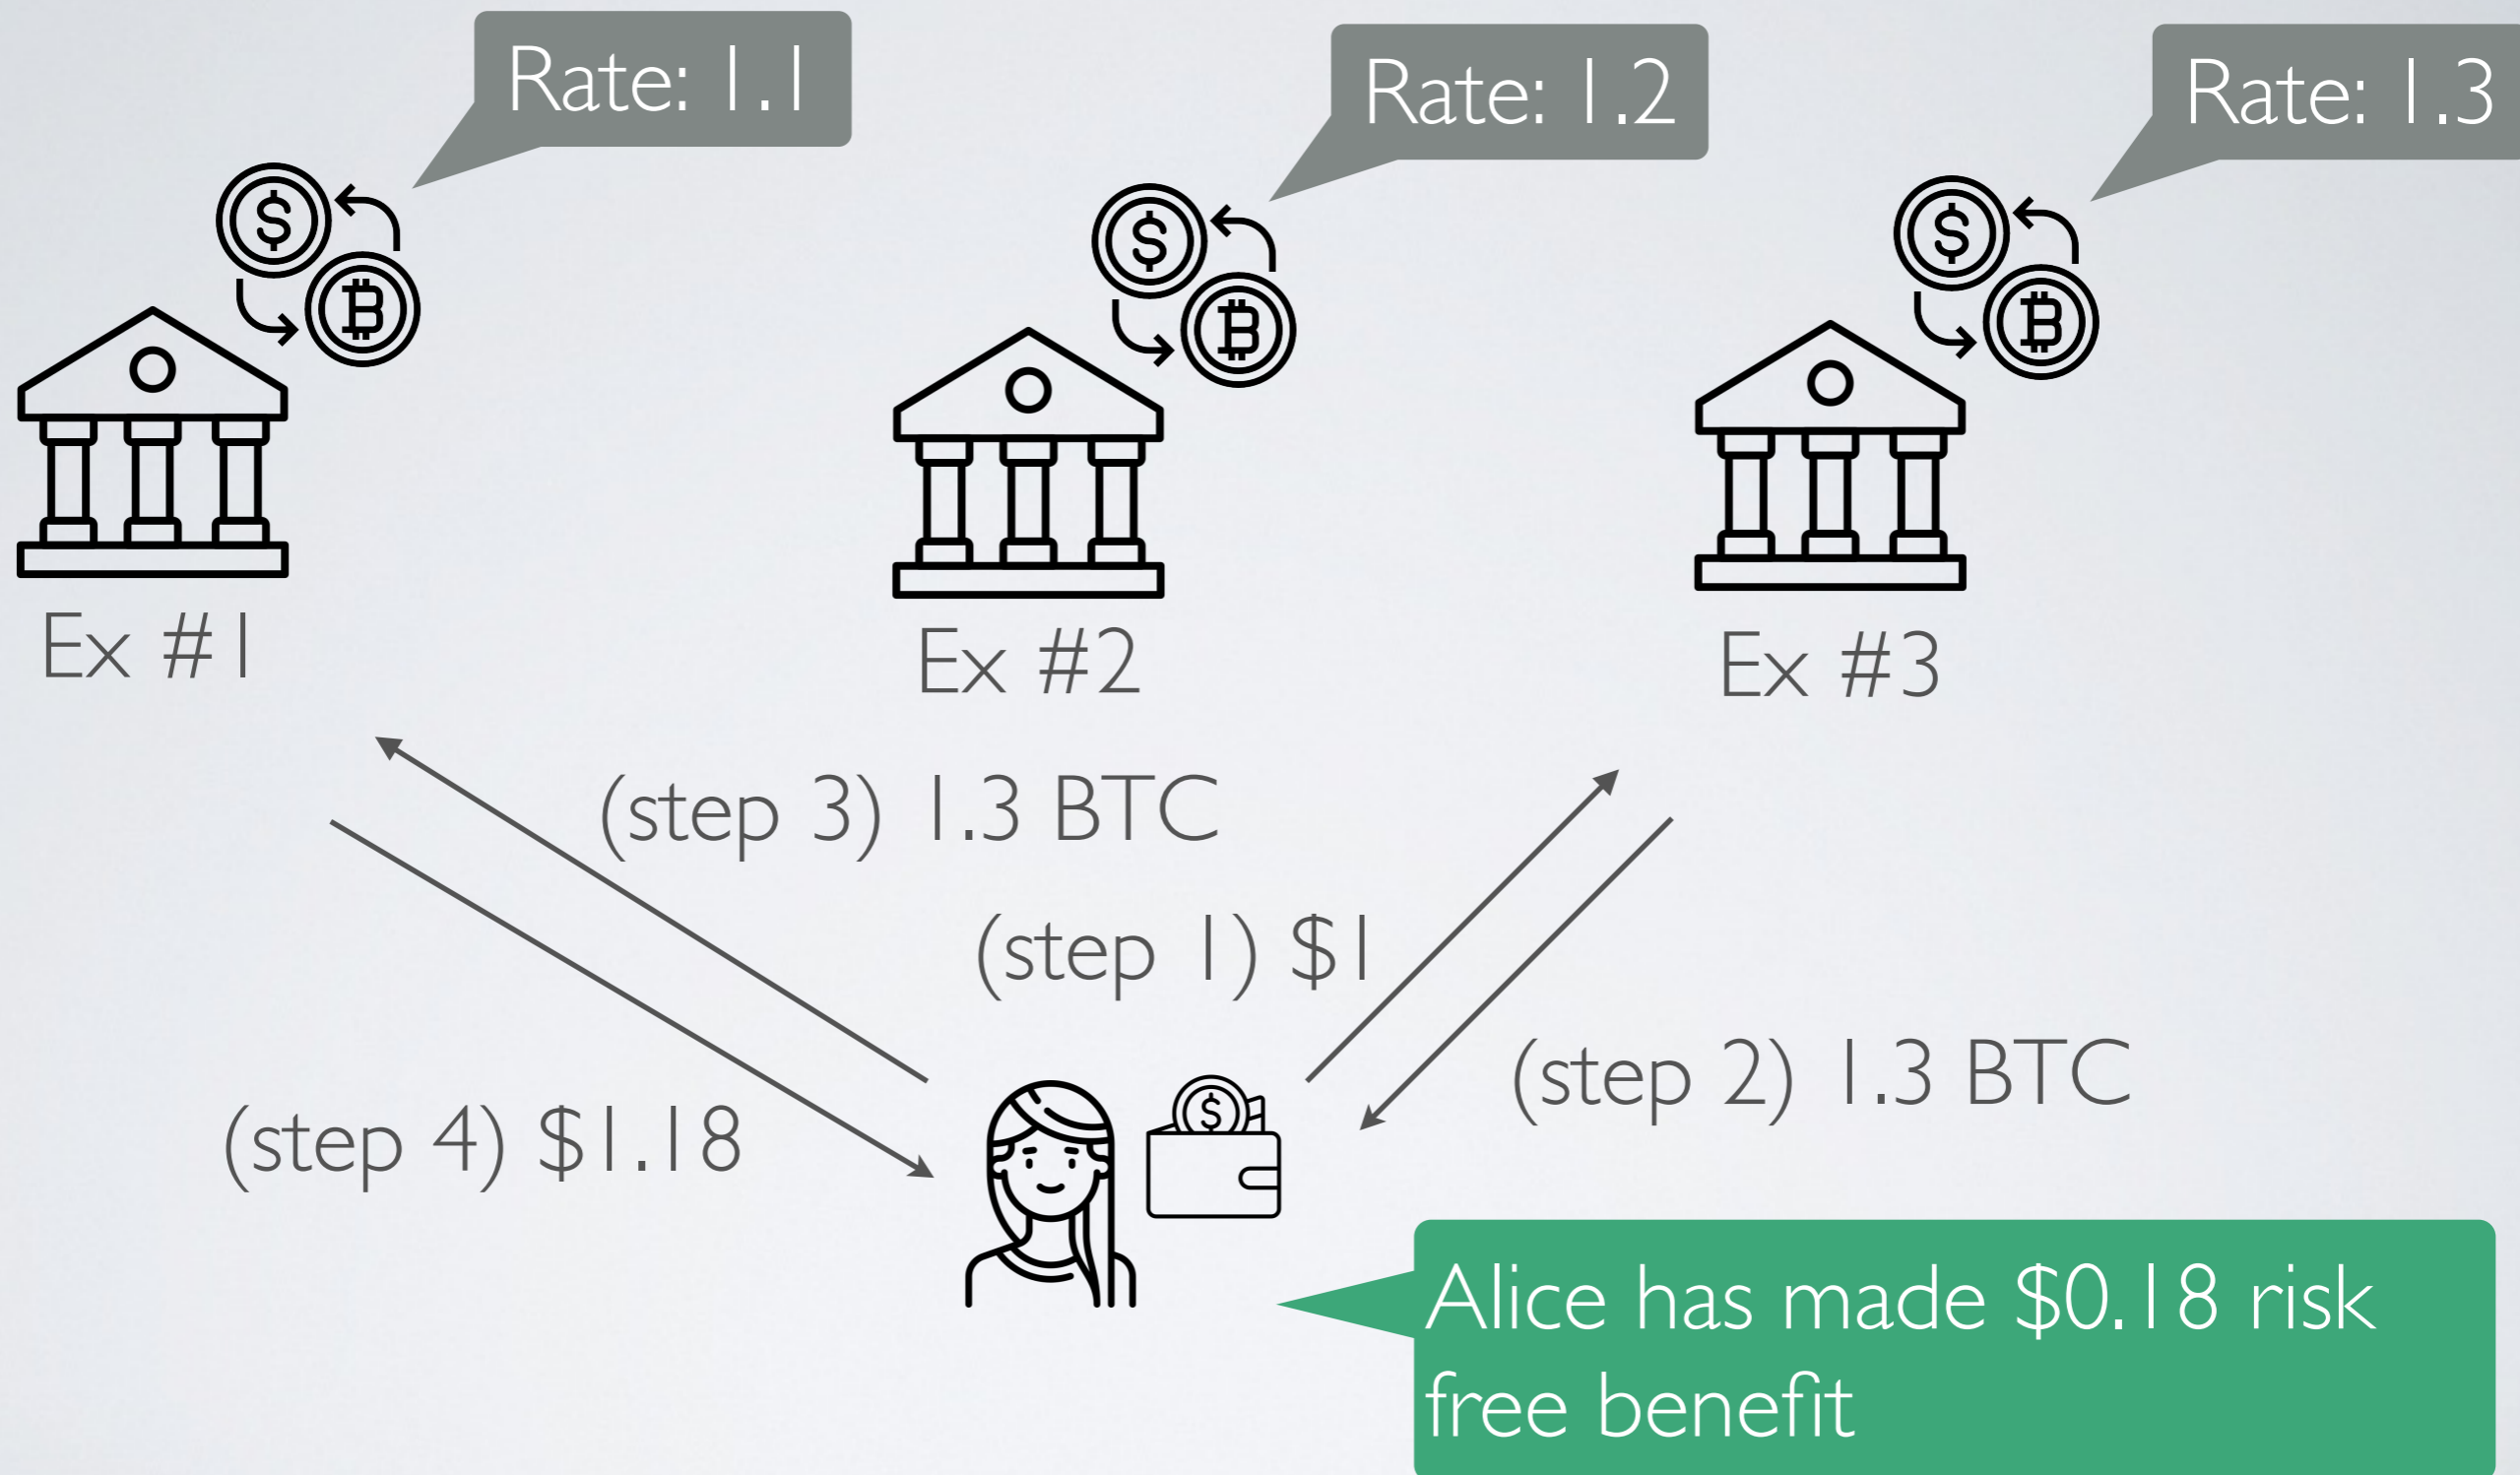 Rate: 1.1
Rate: 1.2
Rate: 1.3
Ex #1
Ex #2
Ex #3
(step 3) 1.3 BTC
(step 1) $1
(step 2) 1.3 BTC
(step 4) $1.18
Alice has made $0.18 risk
free benefit